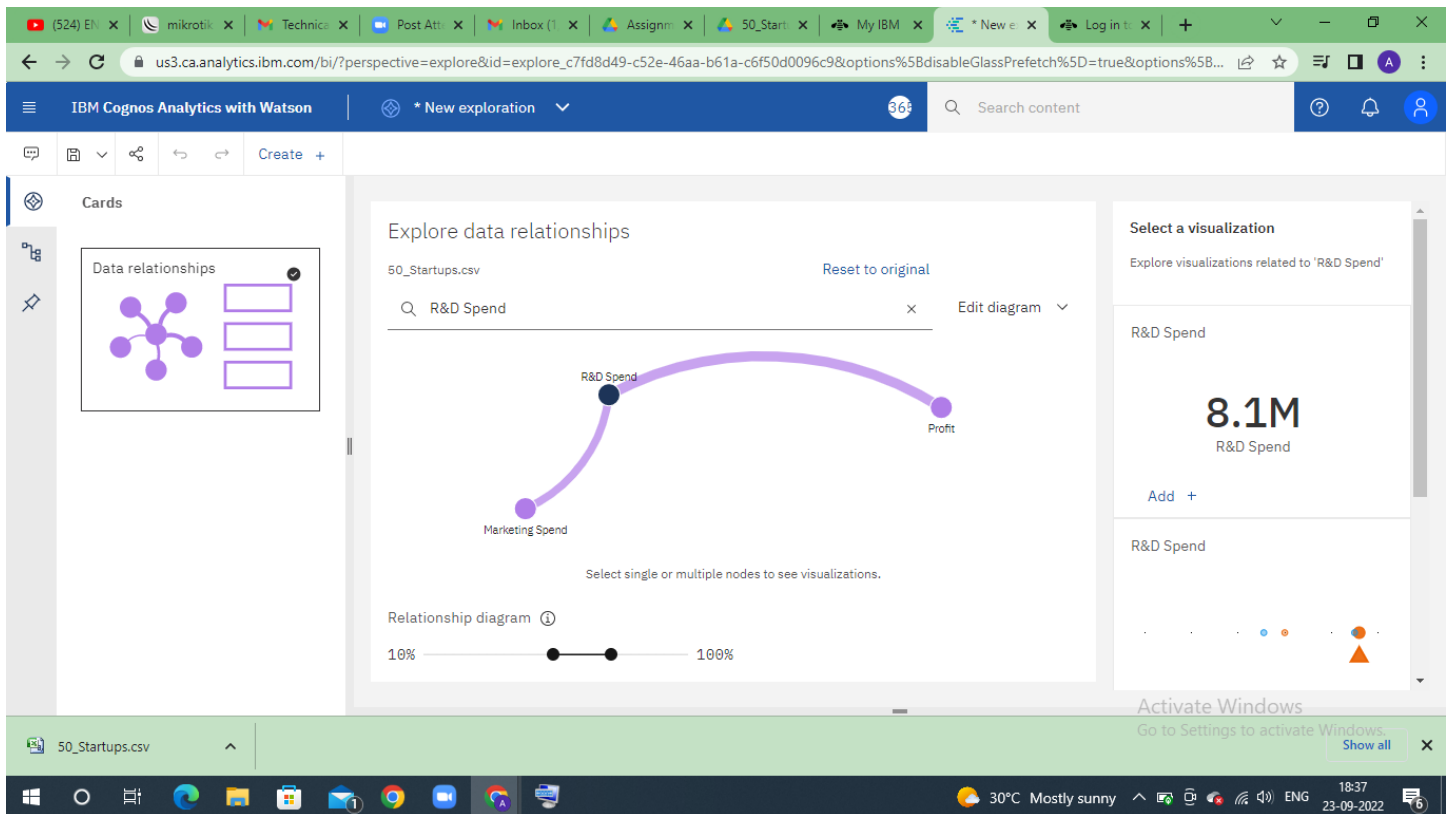 (524) EN
mikrotik
Technica
Post Atte
Inbox (1
Assignm
50_Start
My IBM
* New e
Log in to
us3.ca.analytics.ibm.com/bi/?perspective=explore&id=explore_c7fd8d49-c52e-46aa-b61a-c6f50d0096c9&options%5BdisableGlassPrefetch%5D=true&options%5B...
A
IBM Cognos Analytics with Watson
* New exploration
365
Search content
Create +
Cards
Data relationships
Explore data relationships
50_Startups.csv
Reset to original
R&D Spend
Edit diagram
R&D Spend
Profit
Marketing Spend
Select single or multiple nodes to see visualizations.
Relationship diagram
10%
100%
Select a visualization
Explore visualizations related to 'R&D Spend'
R&D Spend
8.1M
R&D Spend
Add +
R&D Spend
Activate Windows
Go to Settings to activate Windows.
50_Startups.csv
Show all
1
A
30°C Mostly sunny
ENG
18:37
23-09-2022
6